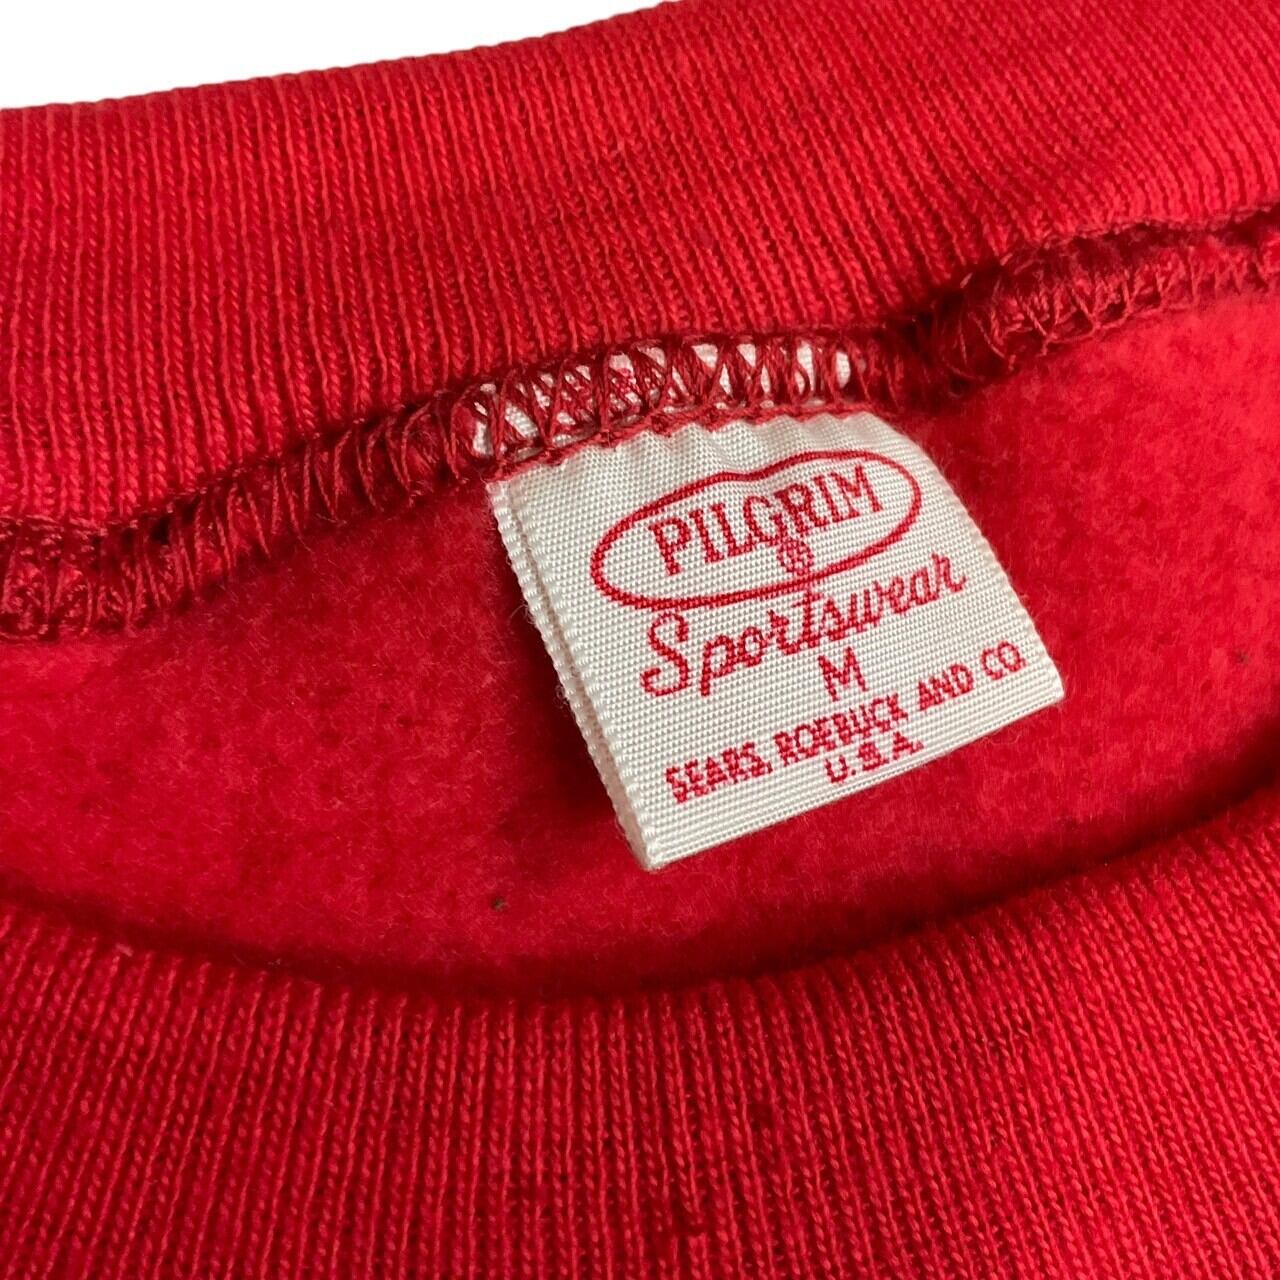 PILGRIM
®
Sportswear
M
SEARS, ROEBUCK AND CO.
U.S.A.